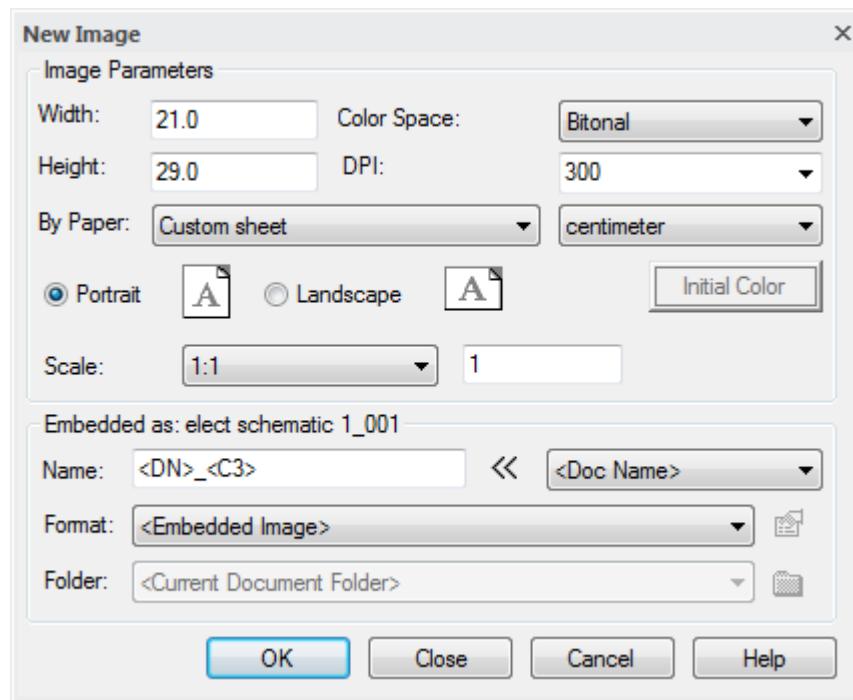 New Image
Image Parameters
Width: 21.0 Color Space: Bitonal
Height: 29.0 DPI: 300
By Paper: Custom sheet centimeter
Portrait A Landscape A Initial Color
Scale: 1:1 1
Embedded as: elect schematic 1_001
Name: <DN>_<C3> << <Doc Name>
Format: <Embedded Image>
Folder: <Current Document Folder>
OK Close Cancel Help